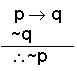 p → q
~q
∴~p